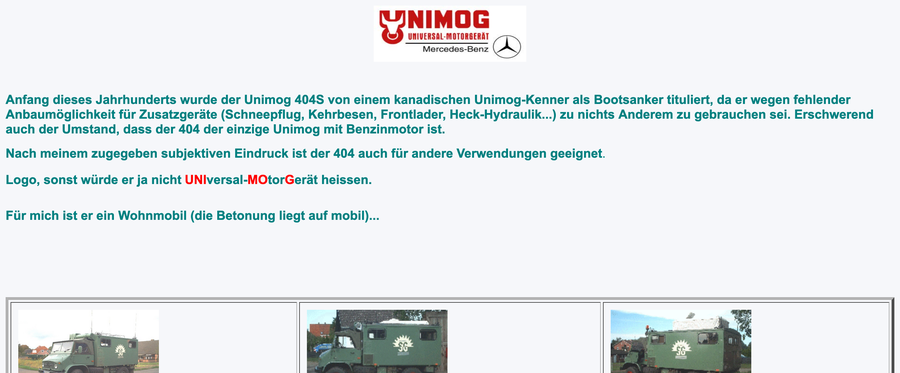 UNIMOG
UNIVERSAL-MOTORGERÄT
Mercedes-Benz
Anfang dieses Jahrhunderts wurde der Unimog 404S von einem kanadischen Unimog-Kenner als Bootsanker tituliert, da er wegen fehlender
Anbaumöglichkeit für Zusatzgeräte (Schneepflug, Kehrbesen, Frontlader, Heck-Hydraulik...) zu nichts Anderem zu gebrauchen sei. Erschwerend
auch der Umstand, dass der 404 der einzige Unimog mit Benzinmotor ist.
Nach meinem zugegeben subjektiven Eindruck ist der 404 auch für andere Verwendungen geeignet.
Logo, sonst würde er ja nicht UNIversal-MOtorGerät heissen.
Für mich ist er ein Wohnmobil (die Betonung liegt auf mobil)...
30
30